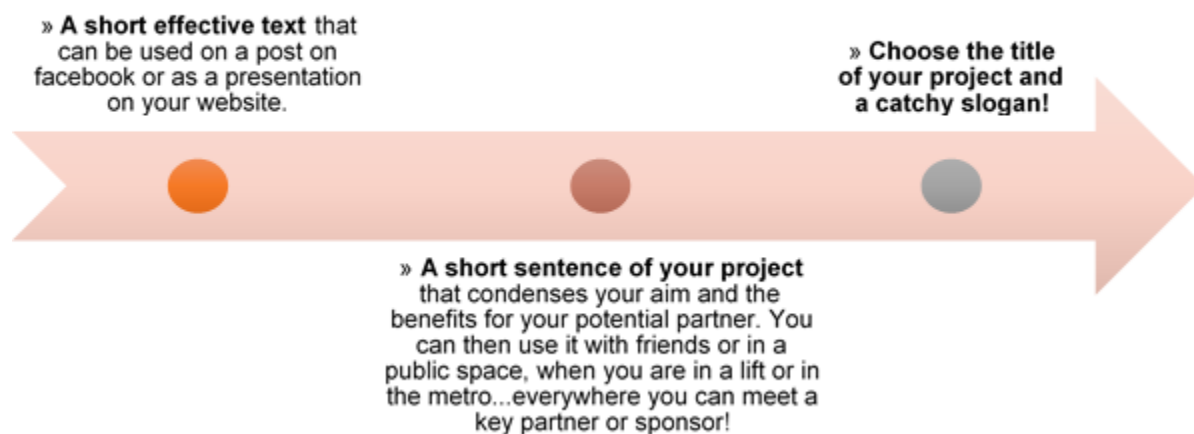 » A short effective text that
can be used on a post on
facebook or as a presentation
on your website.
» A short sentence of your project
that condenses your aim and the
benefits for your potential partner. You
can then use it with friends or in a
public space, when you are in a lift or in
the metro...everywhere you can meet a
key partner or sponsor!
» Choose the title
of your project and
a catchy slogan!